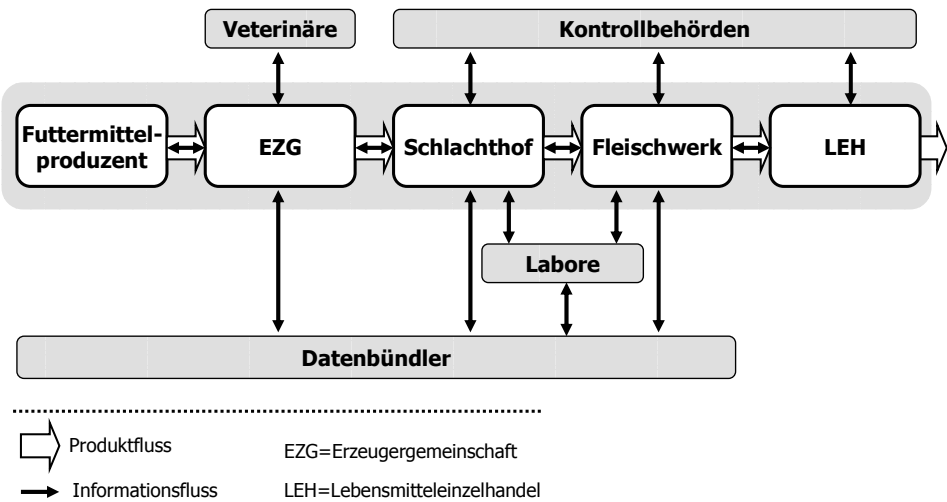 Veterinäre
Kontrollbehörden
Futtermittel-
produzent
EZG
Schlachthof
Fleischwerk
LEH
Labore
Datenbündler
Produktfluss
EZG=Erzeugergemeinschaft
Informationsfluss
LEH=Lebensmitteleinzelhandel